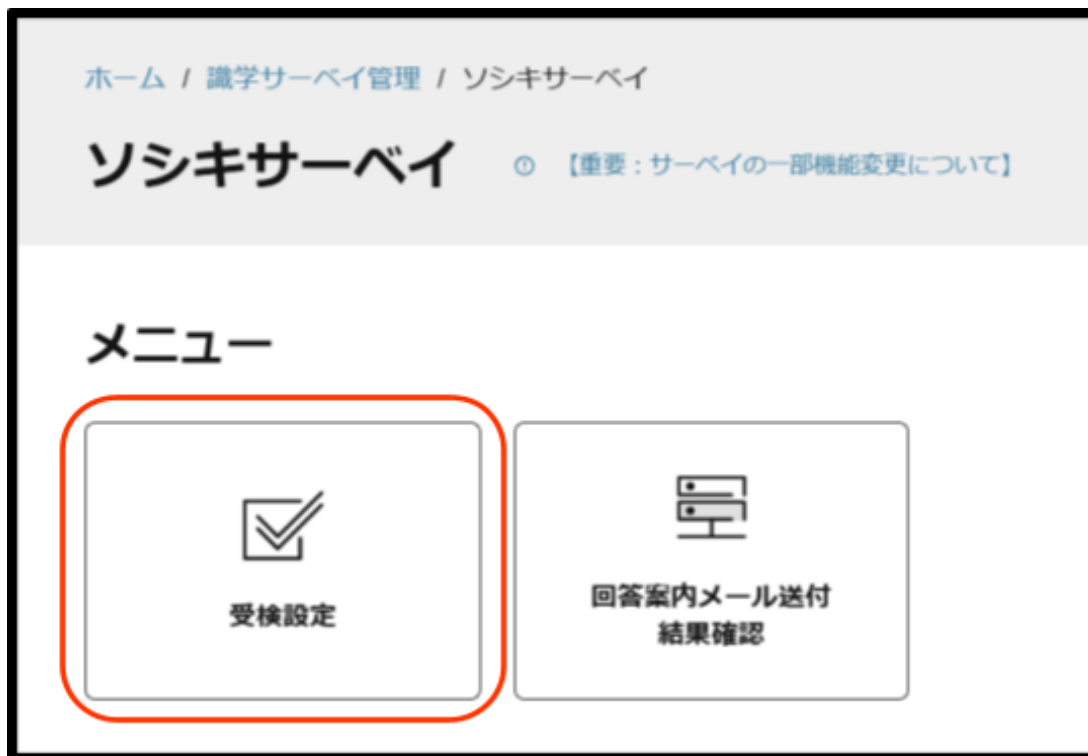 ホーム / 識学サーベイ管理 / ソシキサーベイ
ソシキサーベイ
【重要：サーベイの一部機能変更について】
メニュー
受検設定
回答案内メール送付
結果確認